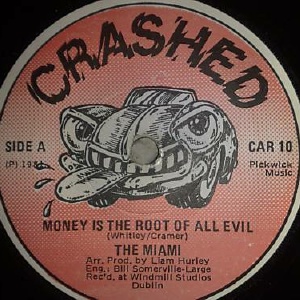 CRASHED
SIDE A
CAR 10
Pickwick
Music
MONEY IS THE ROOT OF ALL EVIL
(Whitley/Cramer)
THE MIAMI
Arr. Prod. by Liam Hurley
Eng.: Bill Somerville-Large
Rec'd. at Windmill Studios
Dublin